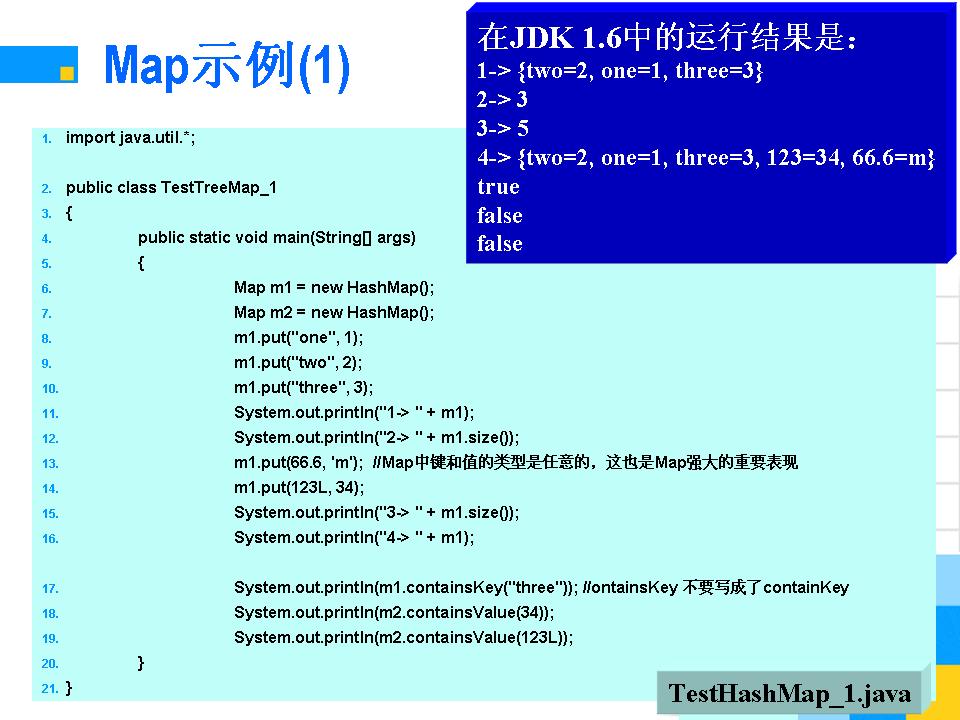 Map示例(1)
在JDK 1.6中的运行结果是：
1-> {two=2, one=1, three=3}
2-> 3
3-> 5
4-> {two=2, one=1, three=3, 123=34, 66.6=m}
true
false
false
1. import java.util.*;
2. public class TestTreeMap_1
3. {
4. public static void main(String[] args)
5. {
6. Map m1 = new HashMap();
7. Map m2 = new HashMap();
8. m1.put("one", 1);
9. m1.put("two", 2);
10. m1.put("three", 3);
11. System.out.println("1-> " + m1);
12. System.out.println("2-> " + m1.size());
13. m1.put(66.6, 'm'); //Map中键和值的类型是任意的，这也是Map强大的重要表现
14. m1.put(123L, 34);
15. System.out.println("3-> " + m1.size());
16. System.out.println("4-> " + m1);
17. System.out.println(m1.containsKey("three")); //ontainsKey 不要写成了containKey
18. System.out.println(m2.containsValue(34));
19. System.out.println(m2.containsValue(123L));
20. }
21. }
TestHashMap_1.java